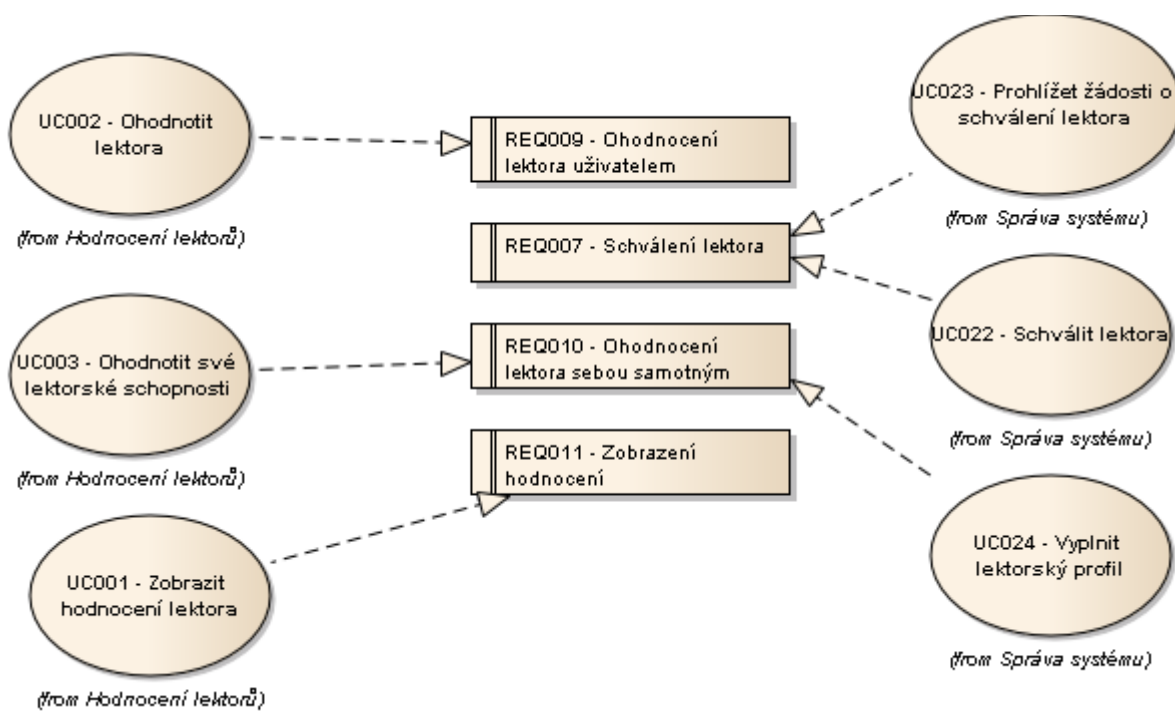 UC002 - Ohodnotit
lektora
(from Hodnocení lektorů)
UC003 - Ohodnotit své
lektorské schopnosti
(from Hodnocení lektorů)
UC001 - Zobrazit
hodnocení lektora
(from Hodnocení lektorů)
REQ009 - Ohodnocení
lektora uživatelem
REQ007 - Schválení lektora
REQ010 - Ohodnocení
lektora sebou samotným
REQ011 - Zobrazení
hodnocení
UC023 - Prohlížet žádosti o
schválení lektora
(from Správa systému)
UC022 - Schválit lektora
(from Správa systému)
UC024 - Vyplnit
lektorský profil
(from Správa systému)